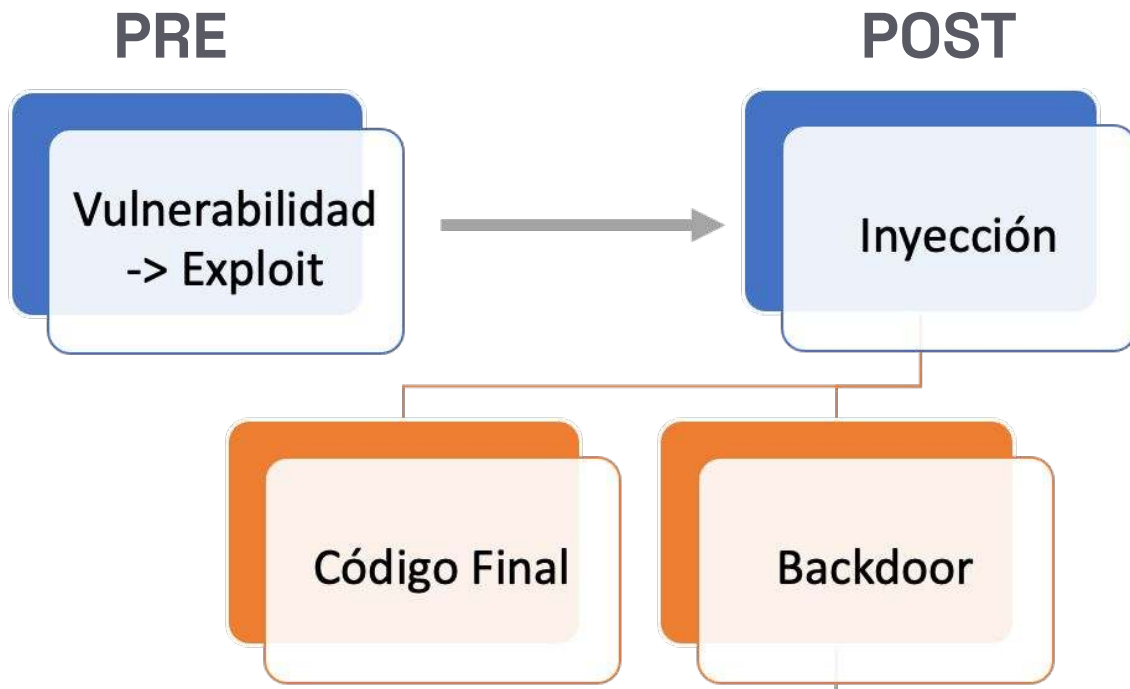 PRE
POST
Vulnerabilidad
-> Exploit
Inyección
Código Final
Backdoor